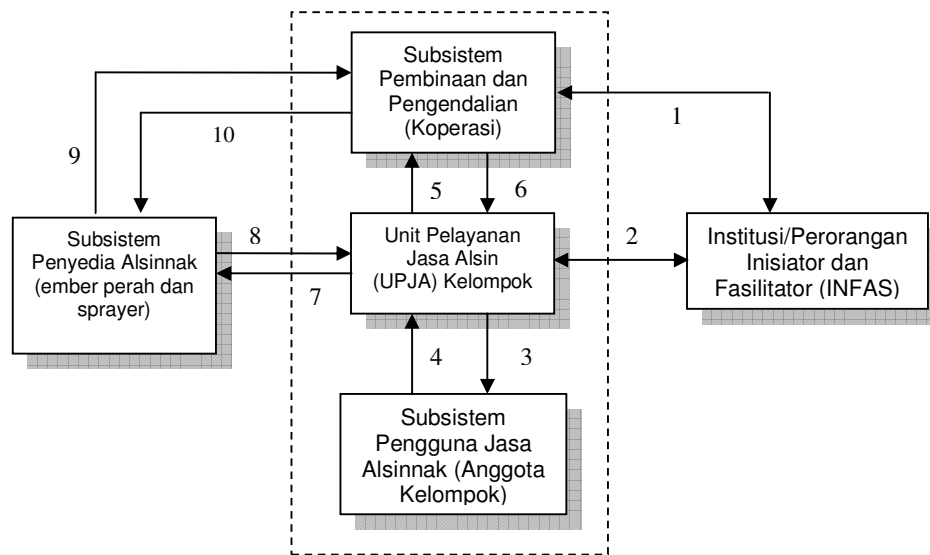 Subsistem
Pembinaan dan
Pengendalian
(Koperasi)
1
10
9
5
6
Subsistem
Penyedia Alsinnak
(ember perah dan
sprayer)
8
7
Unit Pelayanan
Jasa Alsin
(UPJA) Kelompok
2
Institusi/Perorangan
Inisiator dan
Fasilitator (INFAS)
4
3
Subsistem
Pengguna Jasa
Alsinnak (Anggota
Kelompok)